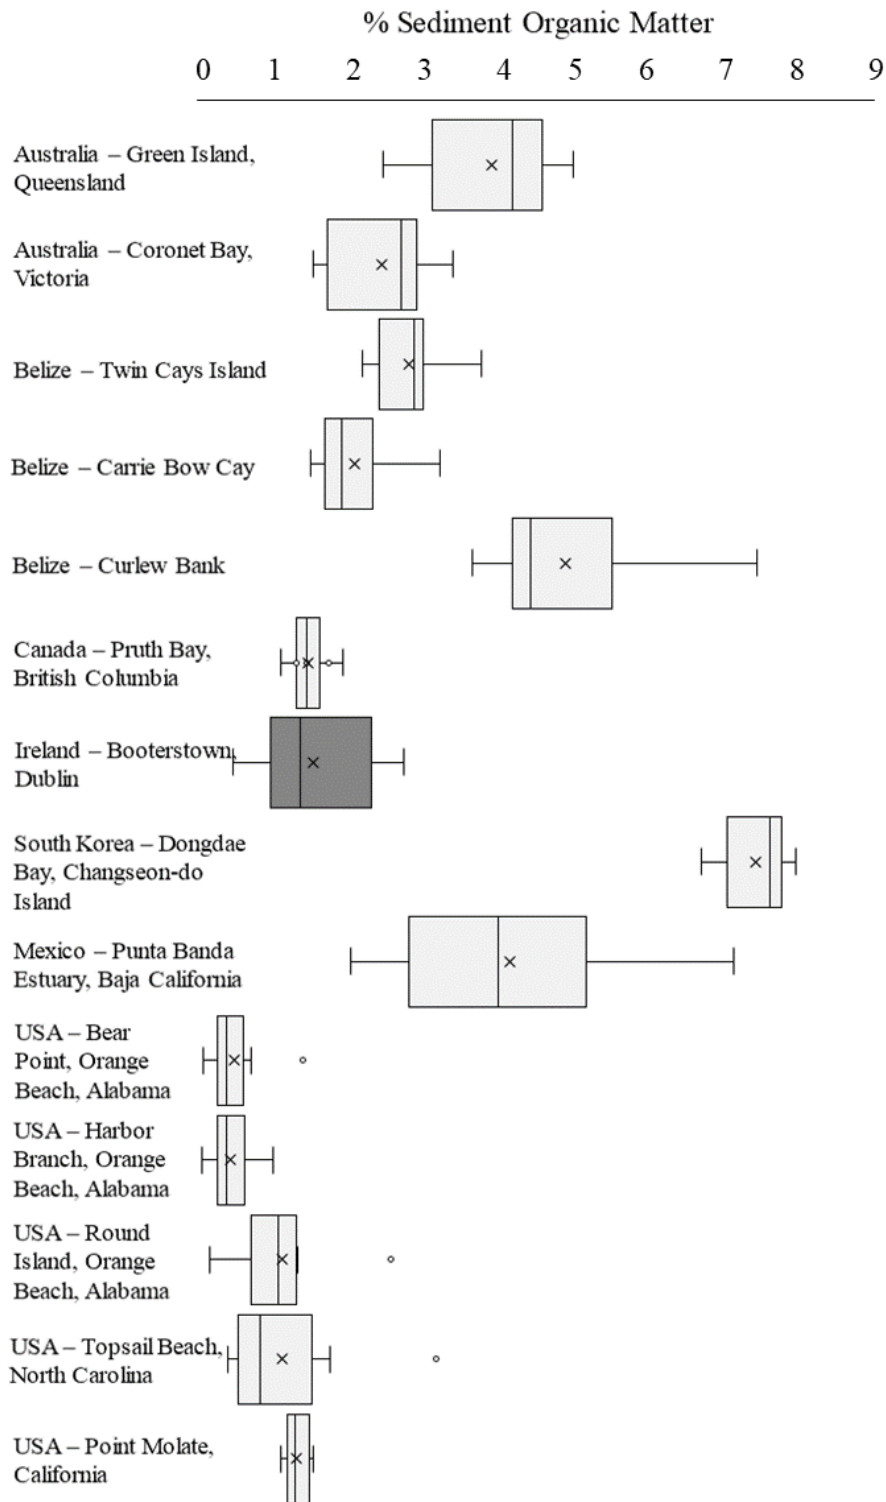 % Sediment Organic Matter
0 1 2 3 4 5 6 7 8 9
Australia – Green Island,
Queensland
Australia – Coronet Bay,
Victoria
Belize – Twin Cays Island
Belize – Carrie Bow Cay
Belize – Curlew Bank
Canada – Pruth Bay,
British Columbia
Ireland – Booterstown,
Dublin
South Korea – Dongdae
Bay, Changseon-do
Island
Mexico – Punta Banda
Estuary, Baja California
USA – Bear
Point, Orange
Beach, Alabama
USA – Harbor
Branch, Orange
Beach, Alabama
USA – Round
Island, Orange
Beach, Alabama
USA – Topsail Beach,
North Carolina
USA – Point Molate,
California